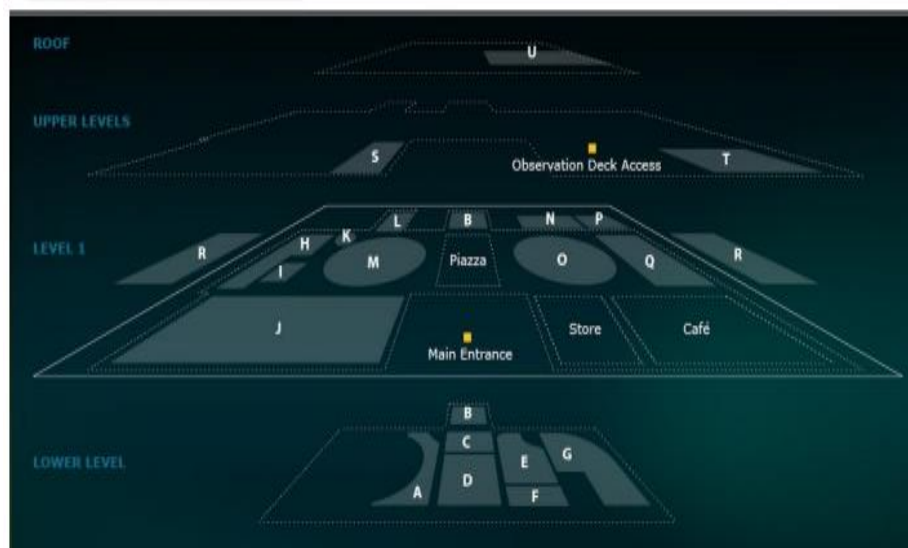 ROOF
U
UPPER LEVELS
S
Observation Deck Access
T
L B N P
K
H
LEVEL 1
R
R
I
M
Piazza
O
Q
J
Store
Café
Main Entrance
B
C
E
G
LOWER LEVEL
D
A
F